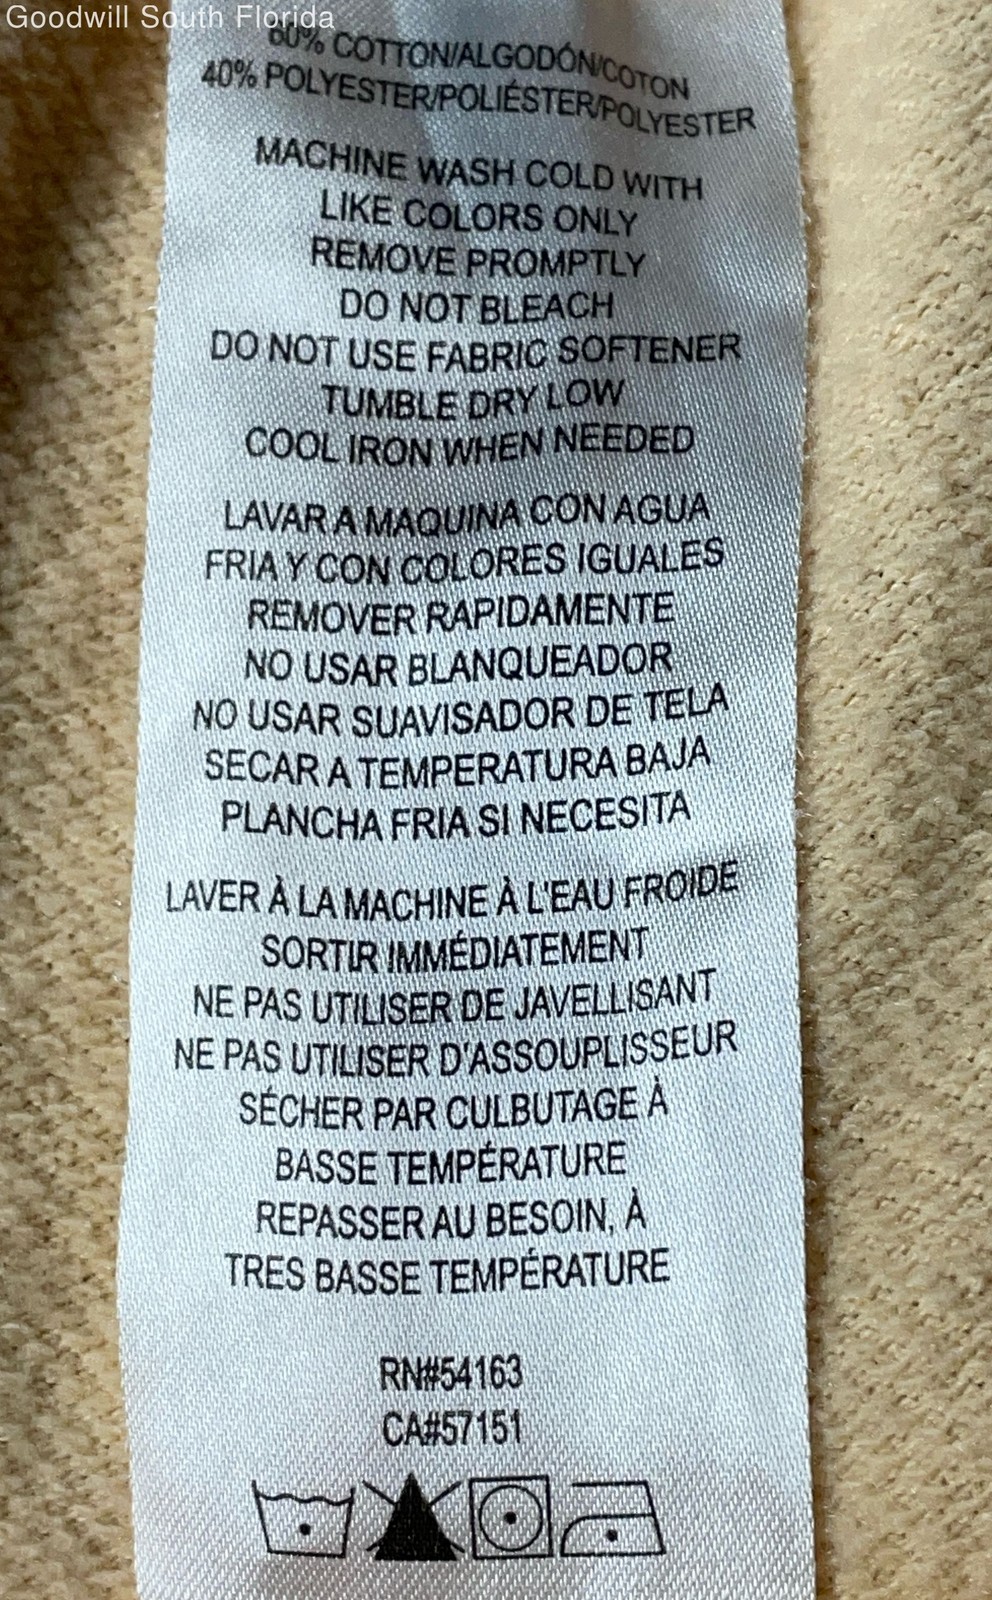 Goodwill South Florida
60% COTTON/ALGODÓN/COTON
40% POLYESTER/POLIÉSTER/POLYESTER
MACHINE WASH COLD WITH
LIKE COLORS ONLY
REMOVE PROMPTLY
DO NOT BLEACH
DO NOT USE FABRIC SOFTENER
TUMBLE DRY LOW
COOL IRON WHEN NEEDED
LAVAR A MAQUINA CON AGUA
FRIA Y CON COLORES IGUALES
REMOVER RAPIDAMENTE
NO USAR BLANQUEADOR
NO USAR SUAVISADOR DE TELA
SECAR A TEMPERATURA BAJA
PLANCHA FRIA SI NECESITA
LAVER À LA MACHINE À L'EAU FROIDE
SORTIR IMMÉDIATEMENT
NE PAS UTILISER DE JAVELLISANT
NE PAS UTILISER D'ASSOUPLISSEUR
SÉCHER PAR CULBUTAGE À
BASSE TEMPÉRATURE
REPASSER AU BESOIN, À
TRES BASSE TEMPÉRATURE
RN#54163
CA#57151